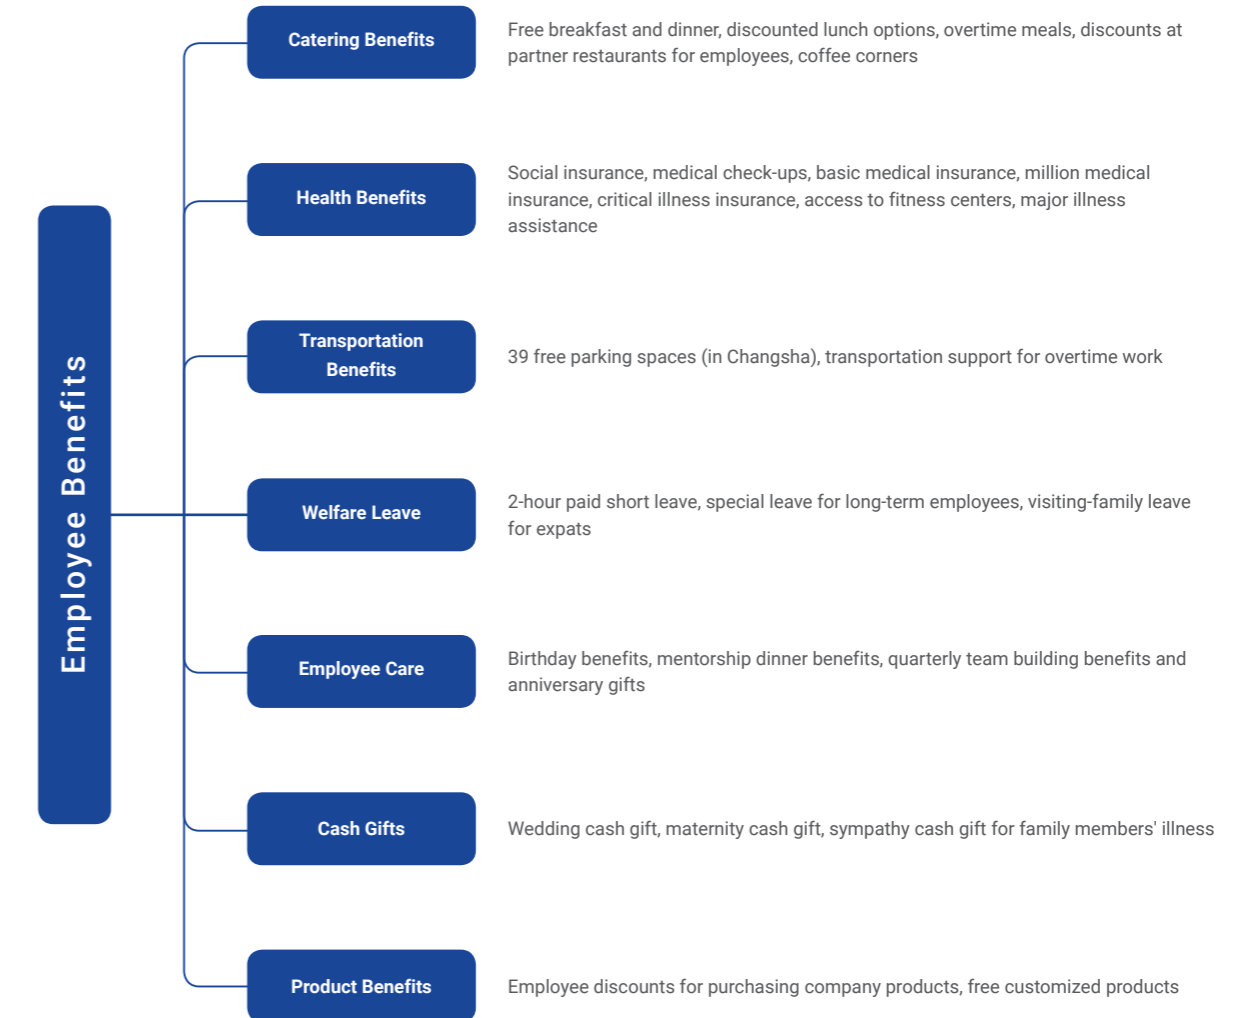 Employee Benefits
Catering Benefits
Free breakfast and dinner, discounted lunch options, overtime meals, discounts at
partner restaurants for employees, coffee corners
Health Benefits
Social insurance, medical check-ups, basic medical insurance, million medical
insurance, critical illness insurance, access to fitness centers, major illness
assistance
Transportation
Benefits
39 free parking spaces (in Changsha), transportation support for overtime work
Welfare Leave
2-hour paid short leave, special leave for long-term employees, visiting-family leave
for expats
Employee Care
Birthday benefits, mentorship dinner benefits, quarterly team building benefits and
anniversary gifts
Cash Gifts
Wedding cash gift, maternity cash gift, sympathy cash gift for family members' illness
Product Benefits
Employee discounts for purchasing company products, free customized products